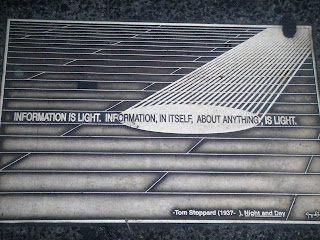 INFORMATION IS LIGHT. INFORMATION, IN ITSELF, ABOUT ANYTHING, IS LIGHT.
-Tom Stoppard (1937- ), Night and Day